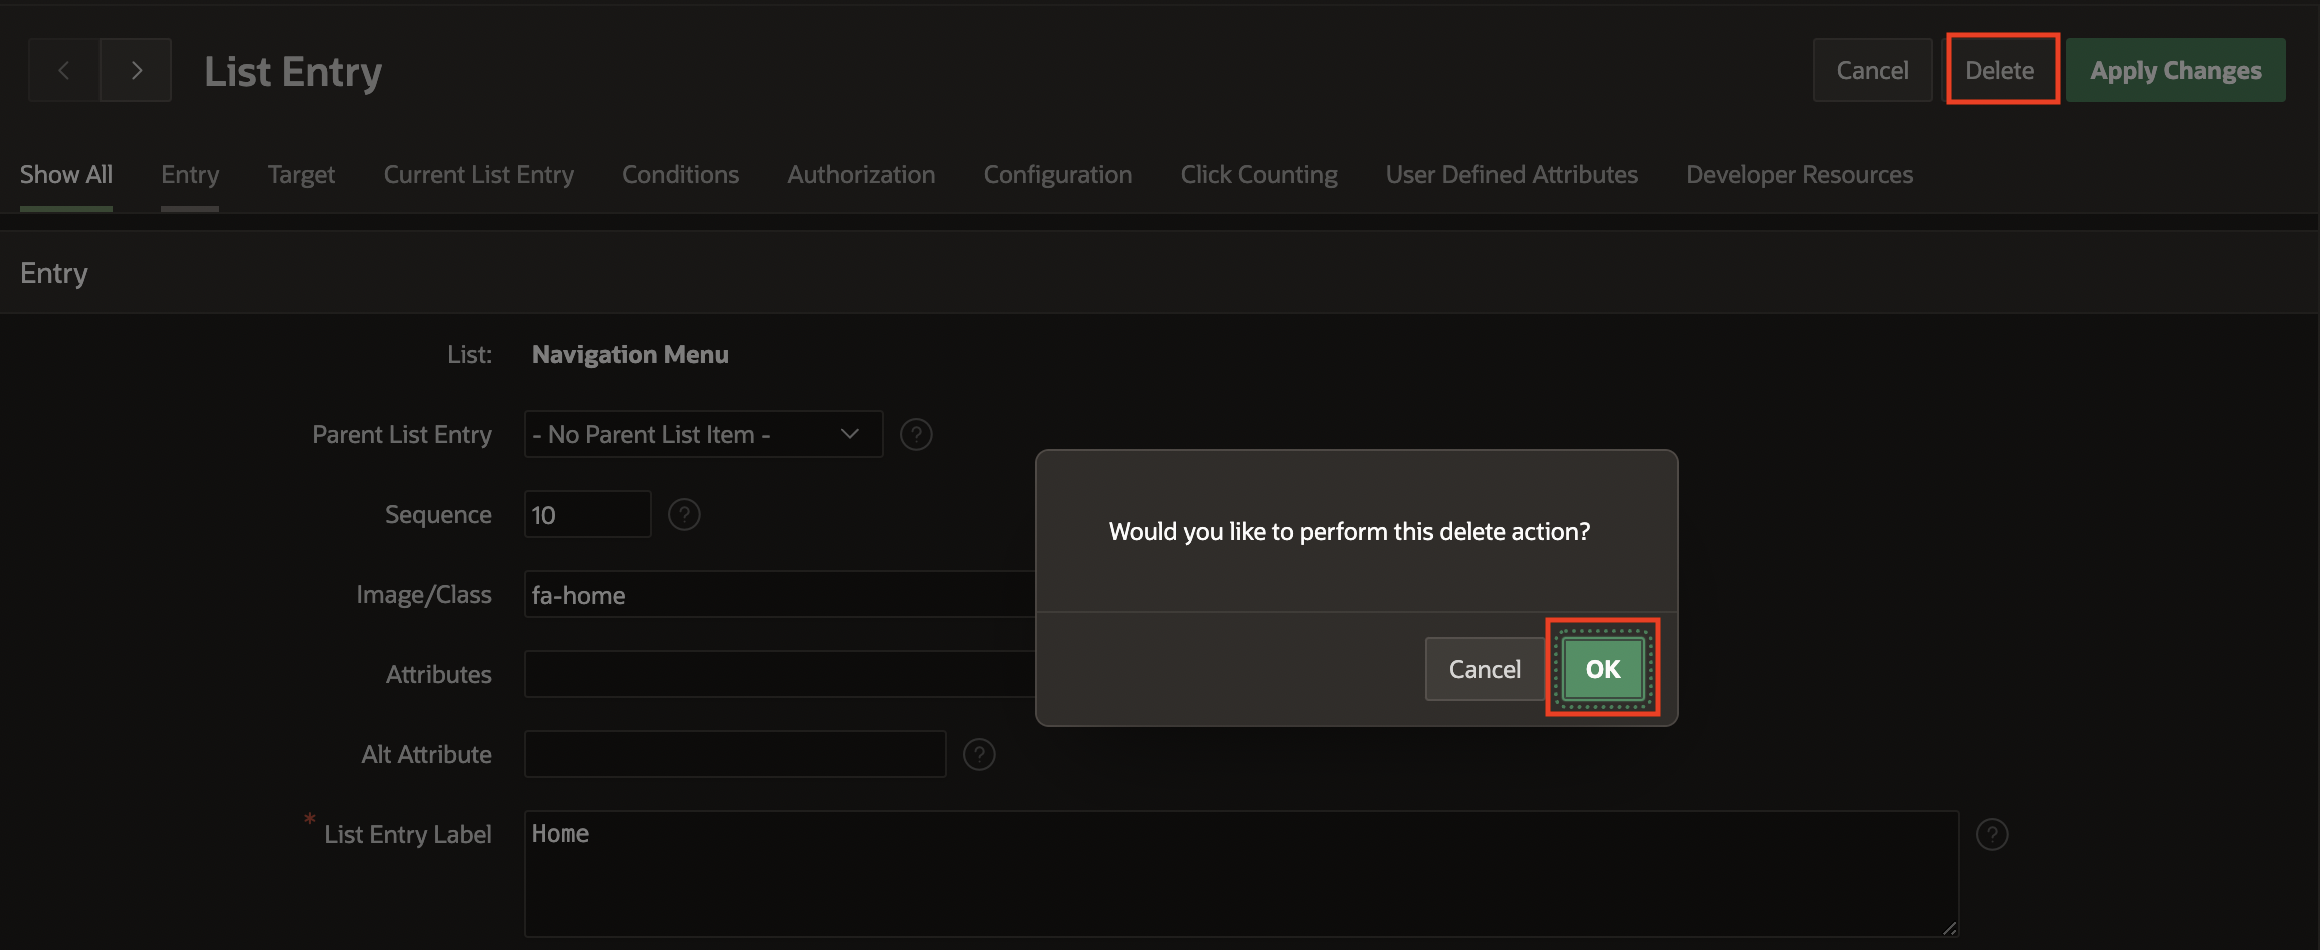 List Entry
Cancel
Delete
Apply Changes
Show All
Entry
Target
Current List Entry
Conditions
Authorization
Configuration
Click Counting
User Defined Attributes
Developer Resources
Entry
List: Navigation Menu
Parent List Entry - No Parent List Item - ?
Sequence 10 ?
Image/Class fa-home
Attributes
Alt Attribute ?
* List Entry Label Home ?
Would you like to perform this delete action?
Cancel
OK